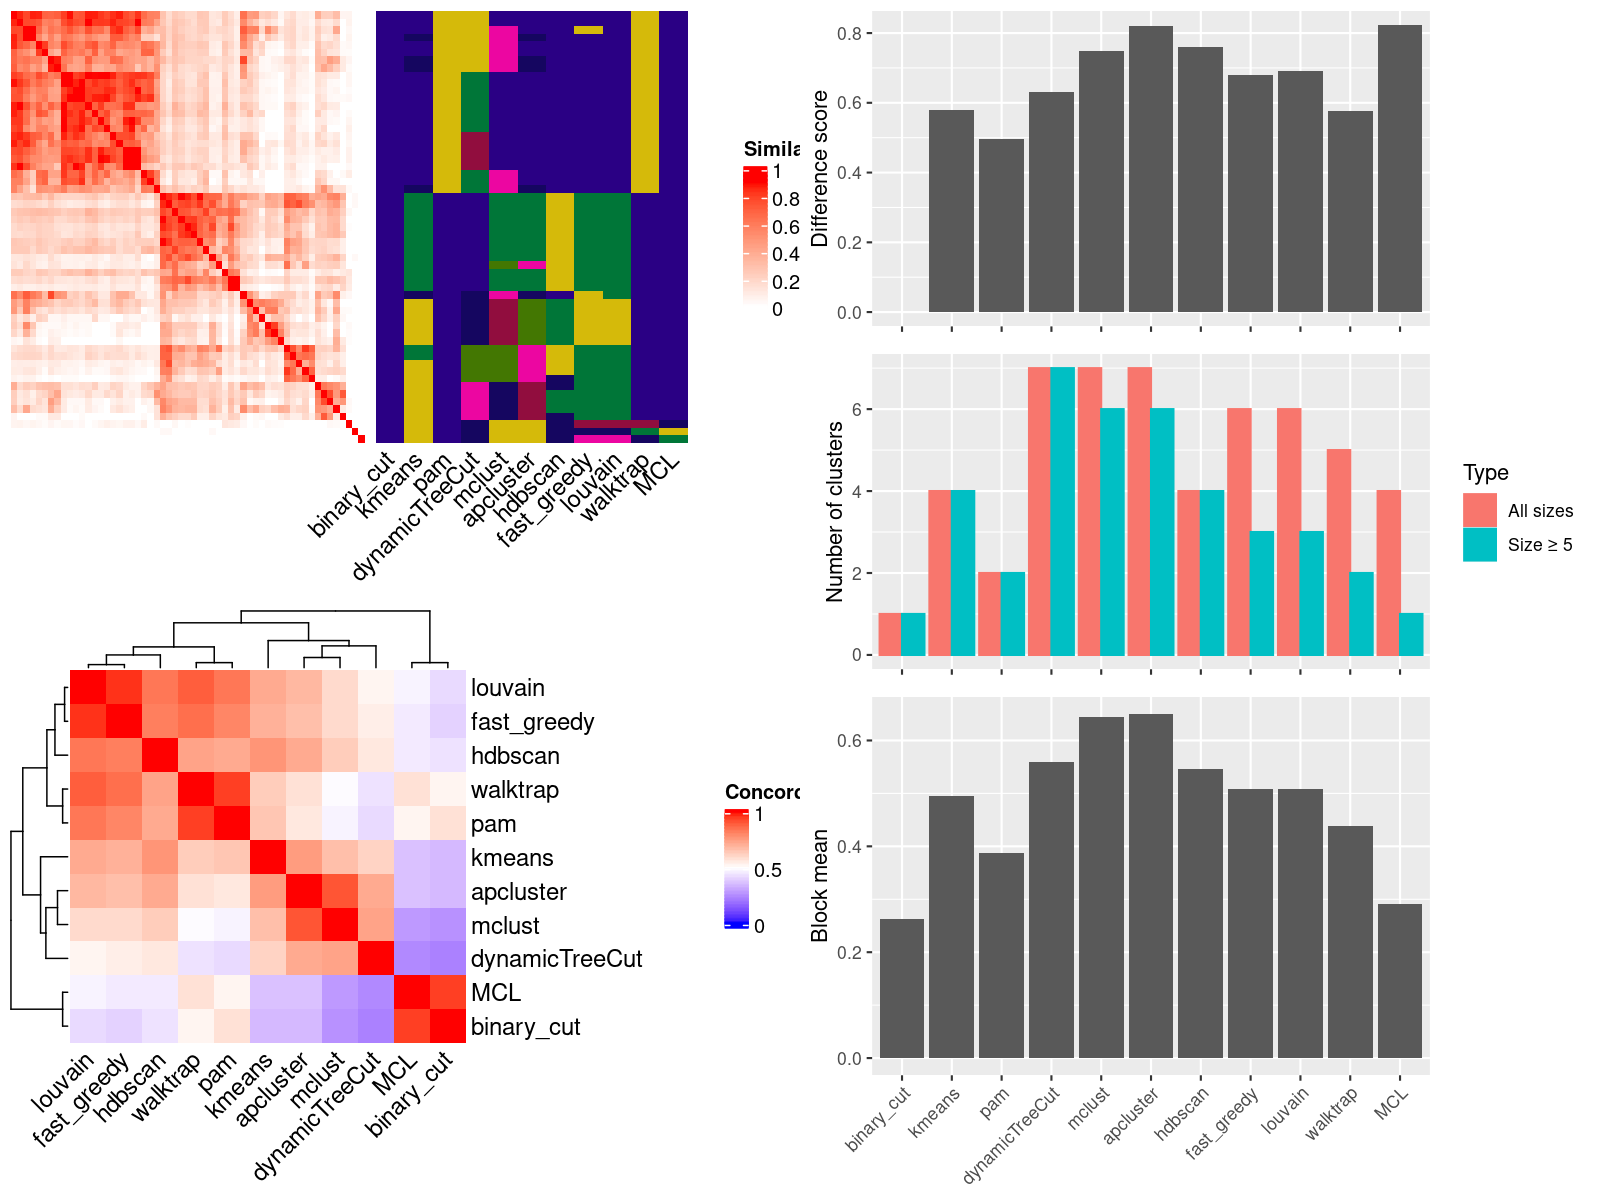 Simila
1
0.8
0.6
0.4
0.2
0
binary_cut
kmeans
pam
dynamicTreeCut
mclust
apcluster
hdbscan
fast_greedy
louvain
walktrap
MCL
louvain
fast_greedy
hdbscan
walktrap
pam
kmeans
apcluster
mclust
dynamicTreeCut
MCL
binary_cut
louvain
fast_greedy
hdbscan
walktrap
pam
kmeans
apcluster
mclust
dynamicTreeCut
MCL
binary_cut
Concord
1
0.5
0
Difference score
0.8
0.6
0.4
0.2
0.0
Number of clusters
6
4
2
0
Type
All sizes
Size ≥ 5
Block mean
0.6
0.4
0.2
0.0
binary_cut
kmeans
pam
dynamicTreeCut
mclust
apcluster
hdbscan
fast_greedy
louvain
walktrap
MCL